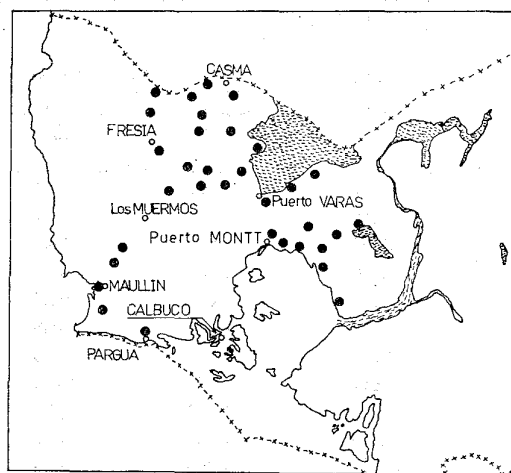 CASMA
FRESIA
Los MUERMOS
Puerto VARAS
Puerto MONTT
MAULLIN
CALBUCO
PARGUA